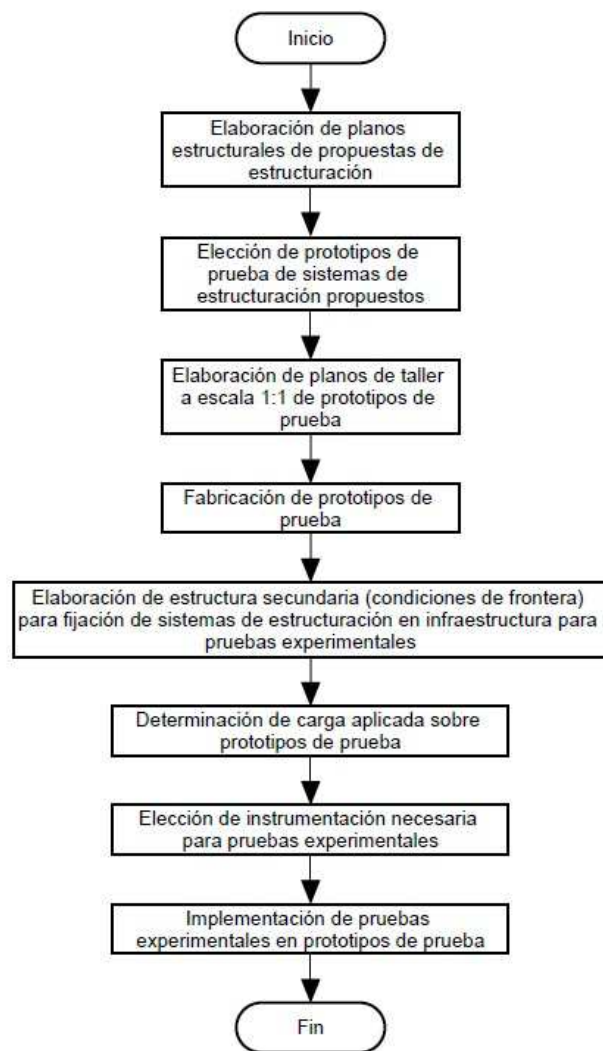 Inicio
Elaboración de planos
estructurales de propuestas de
estructuración
Elección de prototipos de
prueba de sistemas de
estructuración propuestos
Elaboración de planos de taller
a escala 1:1 de prototipos de
prueba
Fabricación de prototipos de
prueba
Elaboración de estructura secundaria (condiciones de frontera)
para fijación de sistemas de estructuración en infraestructura para
pruebas experimentales
Determinación de carga aplicada sobre
prototipos de prueba
Elección de instrumentación necesaria
para pruebas experimentales
Implementación de pruebas
experimentales en prototipos de prueba
Fin